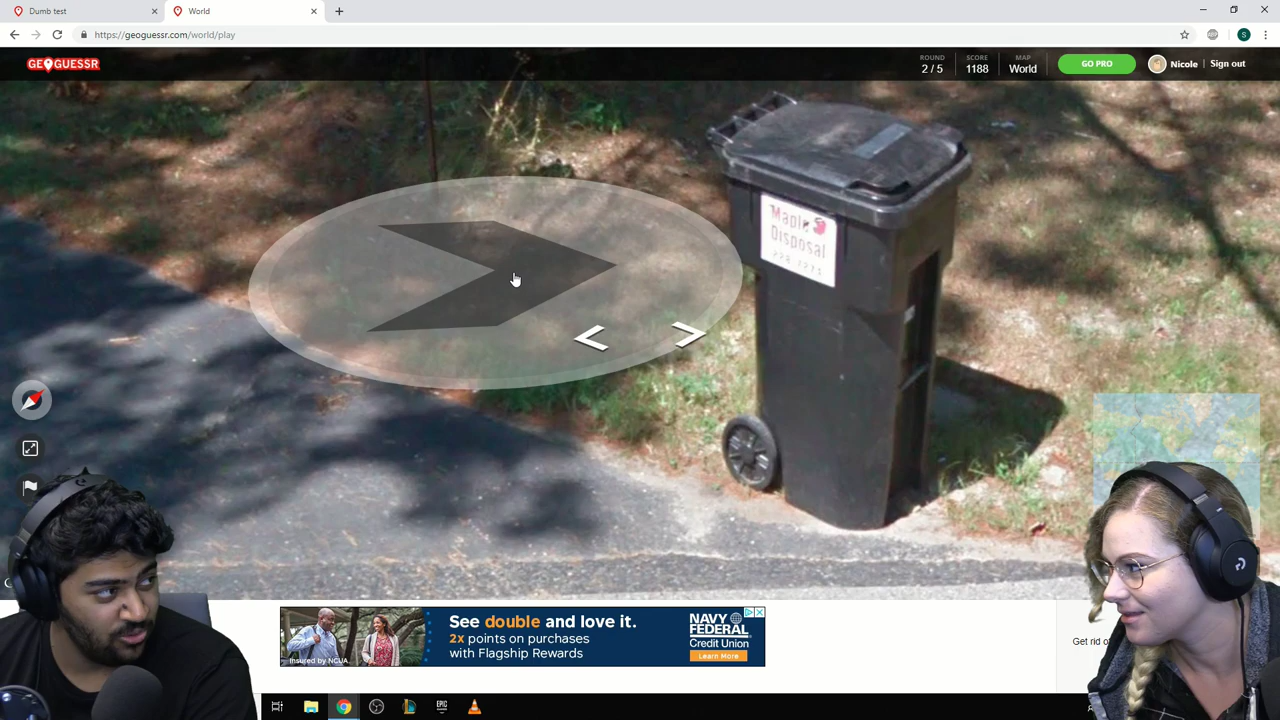 Dumb test
World
https://geoguessr.com/world/play
ABP
S
GEOGUESSR
ROUND
2 / 5
SCORE
1188
MAP
World
GO PRO
Nicole
Sign out
Maple
Disposal
See double and love it.
2x points on purchases
with Flagship Rewards
Insured by NCUA
NAVY
FEDERAL
Credit Union
Learn More
Get rid o
EPIC